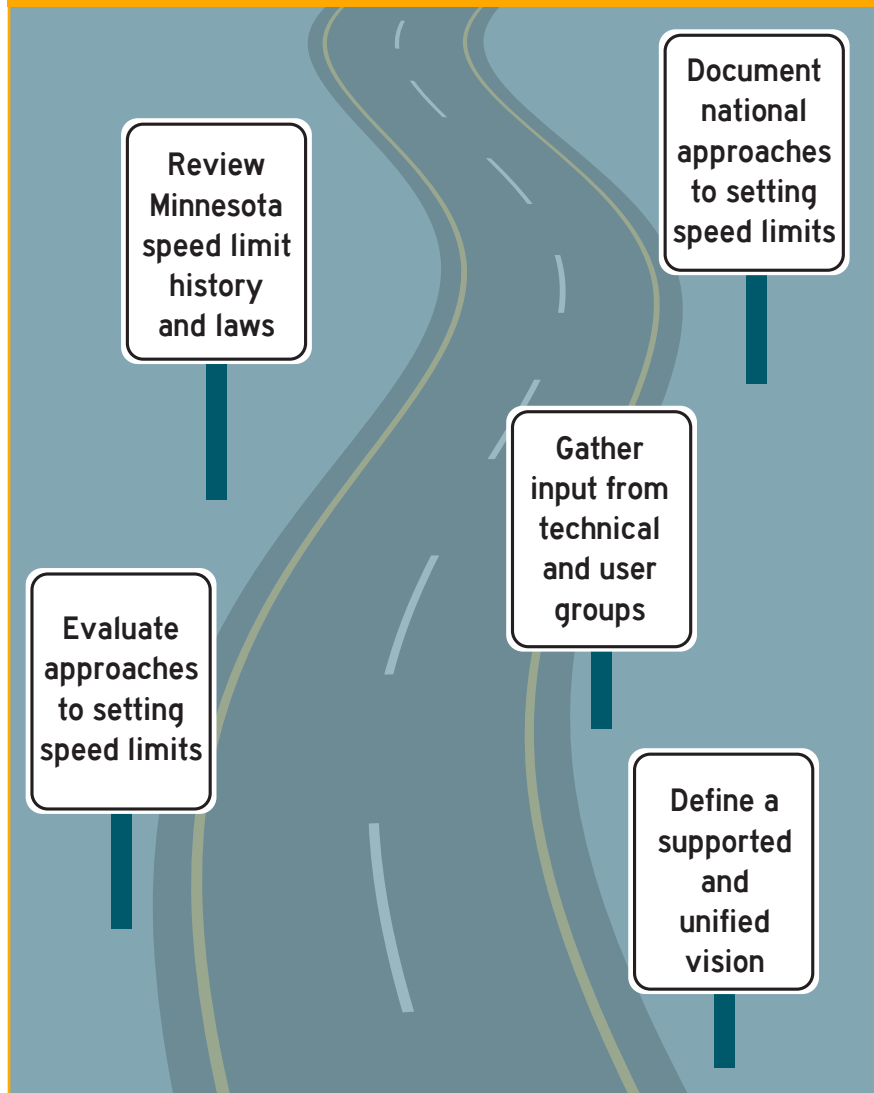 Document
national
approaches
to setting
speed limits
Review
Minnesota
speed limit
history
and laws
Gather
input from
technical
and user
groups
Evaluate
approaches
to setting
speed limits
Define a
supported
and
unified
vision